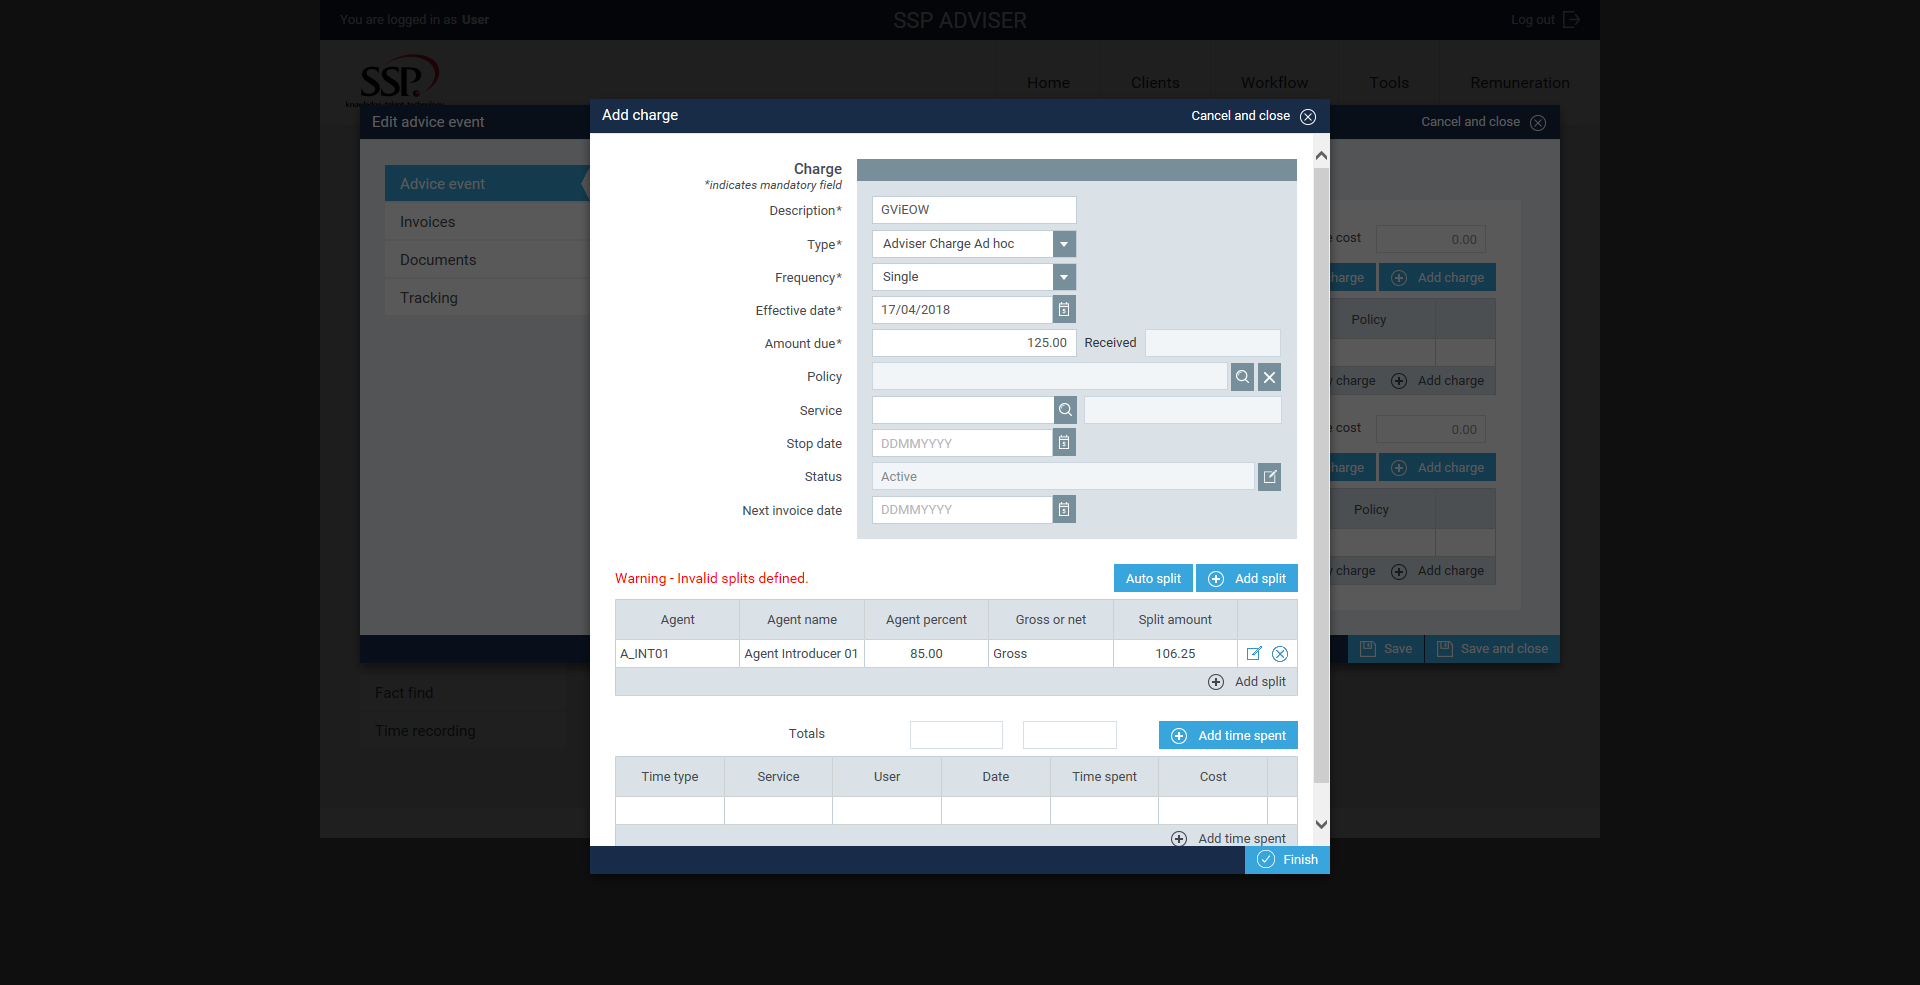 You are logged in as User
SSP ADVISER
Log out
SSP
Home
Clients
Workflow
Tools
Remuneration
Edit advice event
Cancel and close
Advice event
Invoices
Documents
Tracking
cost 0.00
harge
Add charge
Policy
charge
Add charge
cost 0.00
harge
Add charge
Policy
charge
Add charge
Save
Save and close
Fact find
Time recording
Add charge
Cancel and close
Charge
*indicates mandatory field
Description* GViEOW
Type* Adviser Charge Ad hoc
Frequency* Single
Effective date* 17/04/2018
Amount due* 125.00 Received
Policy
Service
Stop date DDMMYYYY
Status Active
Next invoice date DDMMYYYY
Warning - Invalid splits defined.
Auto split
Add split
Agent Agent name Agent percent Gross or net Split amount
A_INT01 Agent Introducer 01 85.00 Gross 106.25
Add split
Totals
Add time spent
Time type Service User Date Time spent Cost
Add time spent
Finish